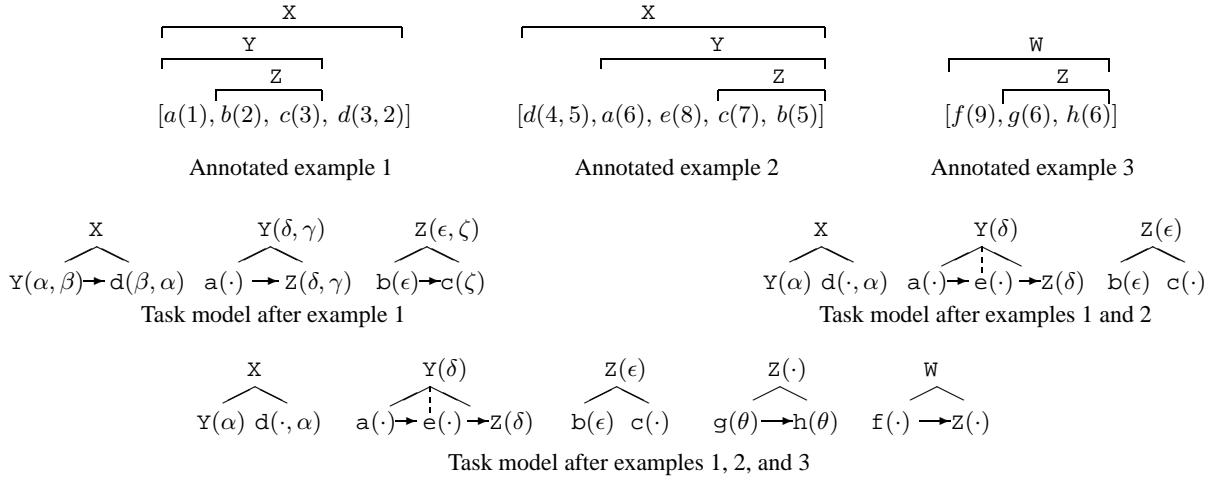 X X
Y Y W
Z Z Z
[a(1), b(2), c(3), d(3, 2)] [d(4, 5), a(6), e(8), c(7), b(5)] [f(9), g(6), h(6)]
Annotated example 1 Annotated example 2 Annotated example 3
X Y(δ, γ) Z(ϵ, ζ) X Y(δ) Z(ϵ)
Y(α, β) d(β, α) a(·) Z(δ, γ) b(ϵ) c(ζ) Y(α) d(·, α) a(·) e(·) Z(δ) b(ϵ) c(·)
Task model after example 1 Task model after examples 1 and 2
X Y(δ) Z(ϵ) Z(·) W
Y(α) d(·, α) a(·) e(·) Z(δ) b(ϵ) c(·) g(θ) h(θ) f(·) Z(·)
Task model after examples 1, 2, and 3